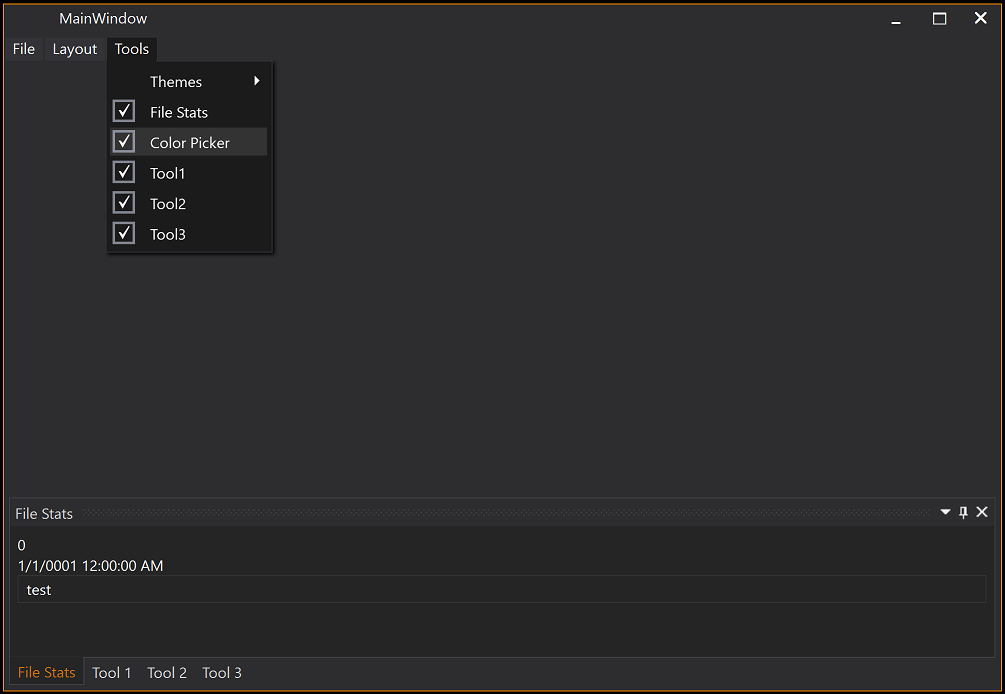 MainWindow
File Layout Tools
Themes
File Stats
Color Picker
Tool1
Tool2
Tool3
File Stats
0
1/1/0001 12:00:00 AM
test
File Stats Tool 1 Tool 2 Tool 3